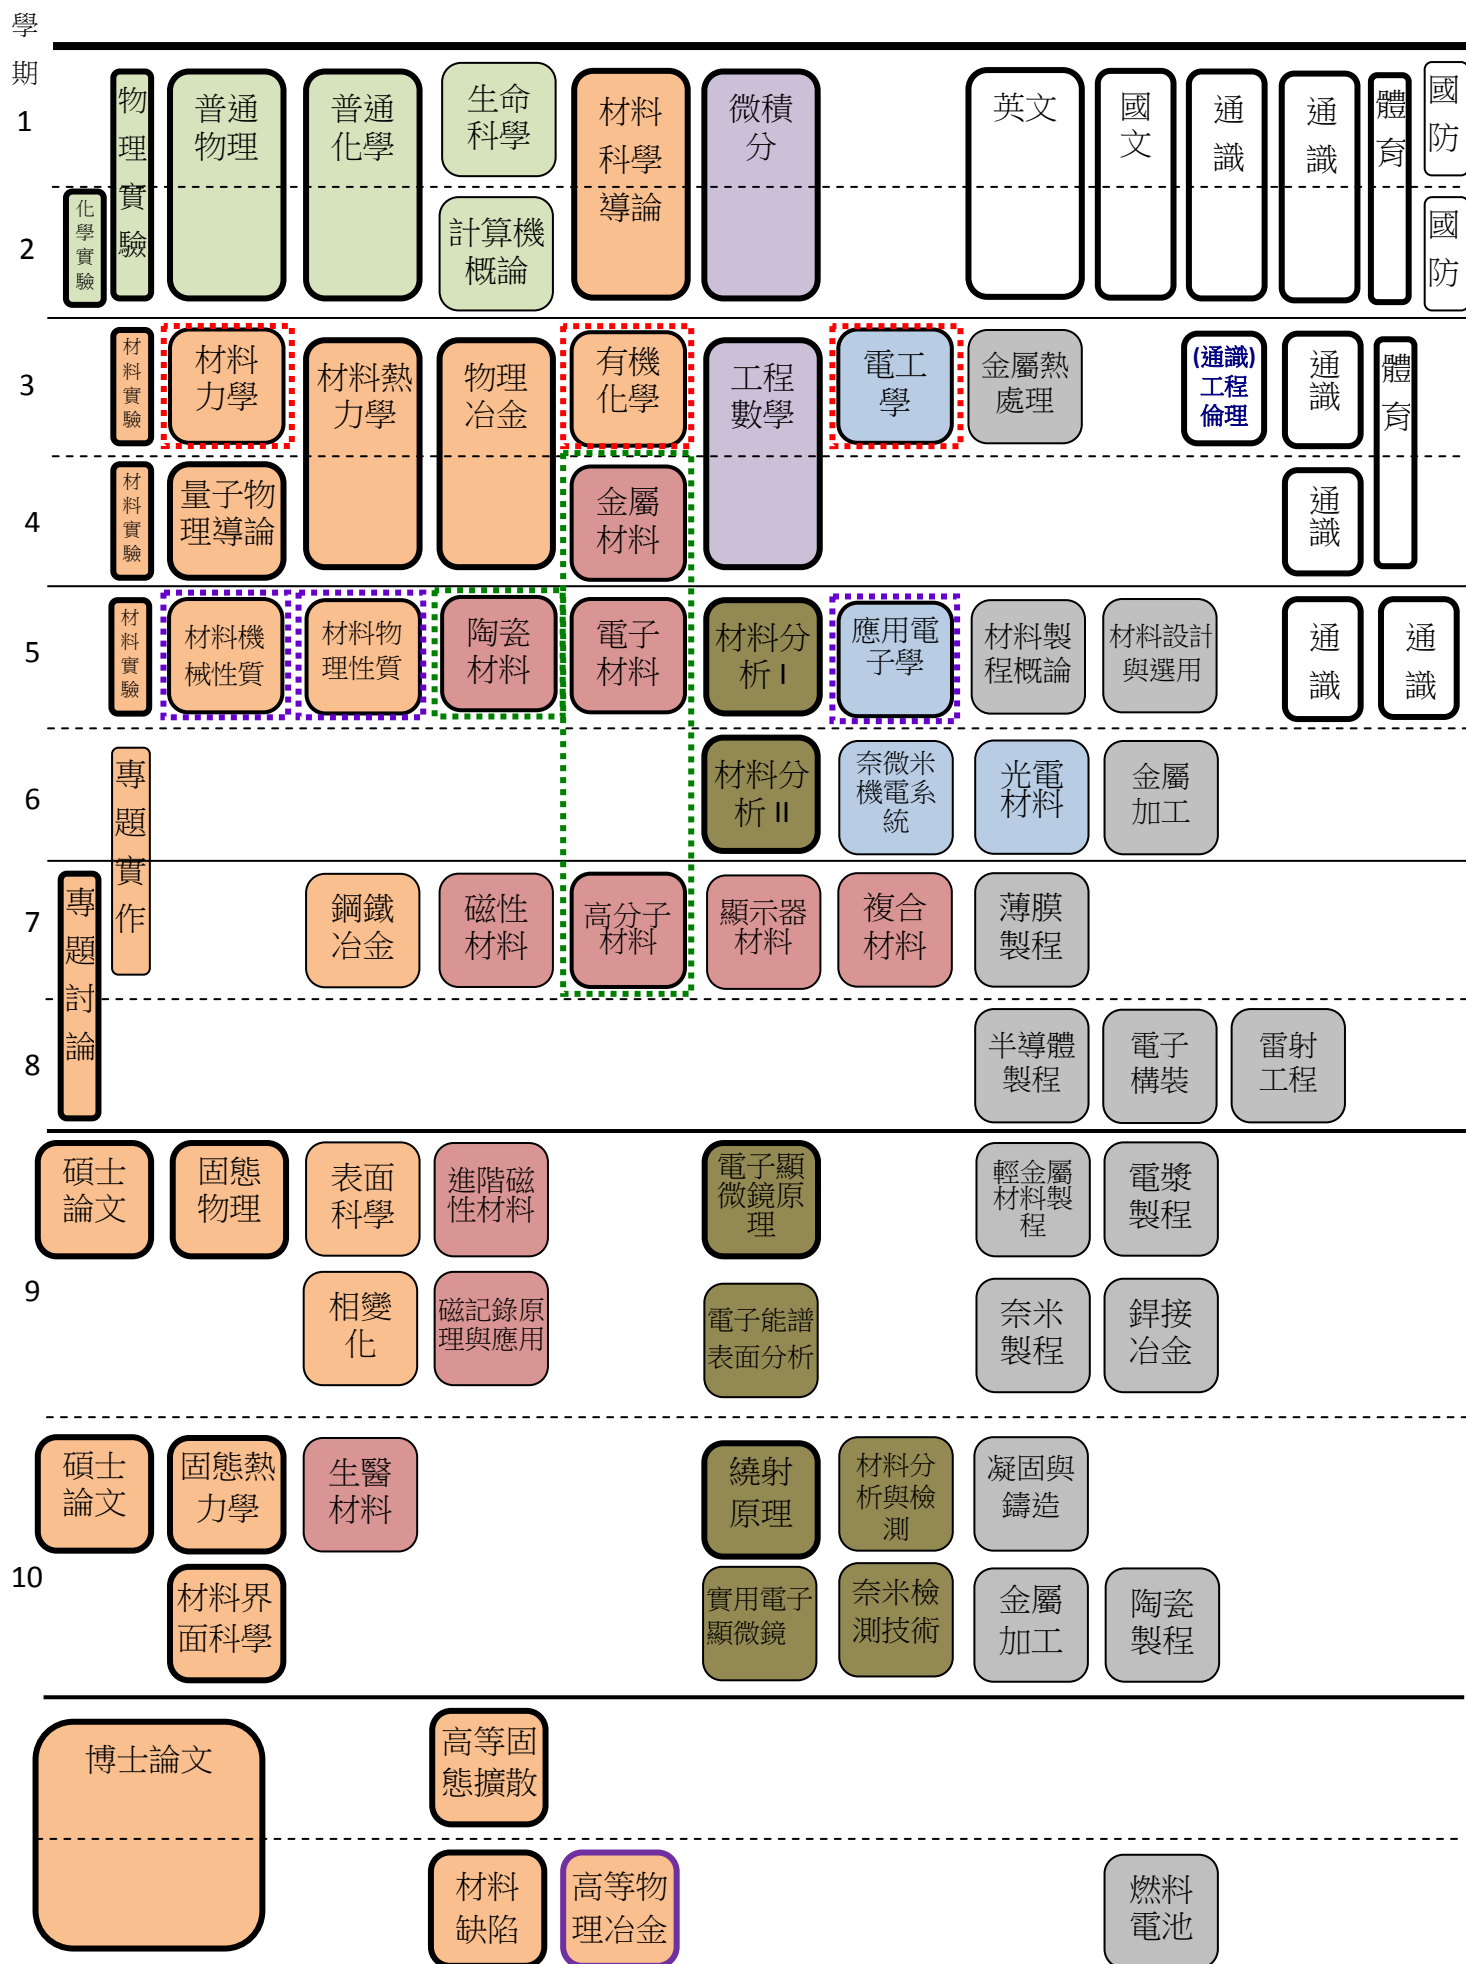 學
期
1
物
理
實
驗
普通
物理
普通
化學
生命
科學
材料
科學
導論
微積
分
英文
國
文
通
識
通
識
體
育
國
防
2
化
學
實
驗
計算機
概論
國
防
3
材
料
實
驗
材料
力學
材料熱
力學
物理
冶金
有機
化學
工程
數學
電工
學
金屬熱
處理
(通識)
工程
倫理
通
識
體
育
4
材
料
實
驗
量子物
理導論
金屬
材料
通
識
5
材
料
實
驗
材料機
械性質
材料物
理性質
陶瓷
材料
電子
材料
材料分
析 I
應用電
子學
材料製
程概論
材料設計
與選用
通
識
通
識
6
專
題
實
作
材料分
析 II
奈微米
機電系
統
光電
材料
金屬
加工
7
專
題
討
論
鋼鐵
冶金
磁性
材料
高分子
材料
顯示器
材料
複合
材料
薄膜
製程
8
半導體
製程
電子
構裝
雷射
工程
9
碩士
論文
固態
物理
表面
科學
進階磁
性材料
電子顯
微鏡原
理
輕金屬
材料製
程
電漿
製程
相變
化
磁記錄原
理與應用
電子能譜
表面分析
奈米
製程
銲接
冶金
10
碩士
論文
固態熱
力學
生醫
材料
繞射
原理
材料分
析與檢
測
凝固與
鑄造
材料界
面科學
實用電子
顯微鏡
奈米檢
測技術
金屬
加工
陶瓷
製程
博士論文
高等固
態擴散
材料
缺陷
高等物
理冶金
燃料
電池